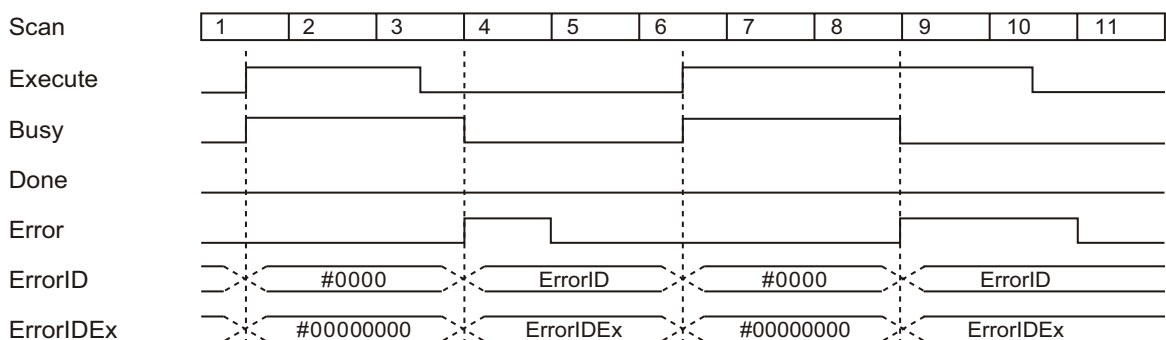 Scan 1 2 3 4 5 6 7 8 9 10 11
Execute
Busy
Done
Error
ErrorID #0000 ErrorID #0000 ErrorID
ErrorIDEx #00000000 ErrorIDEx #00000000 ErrorIDEx